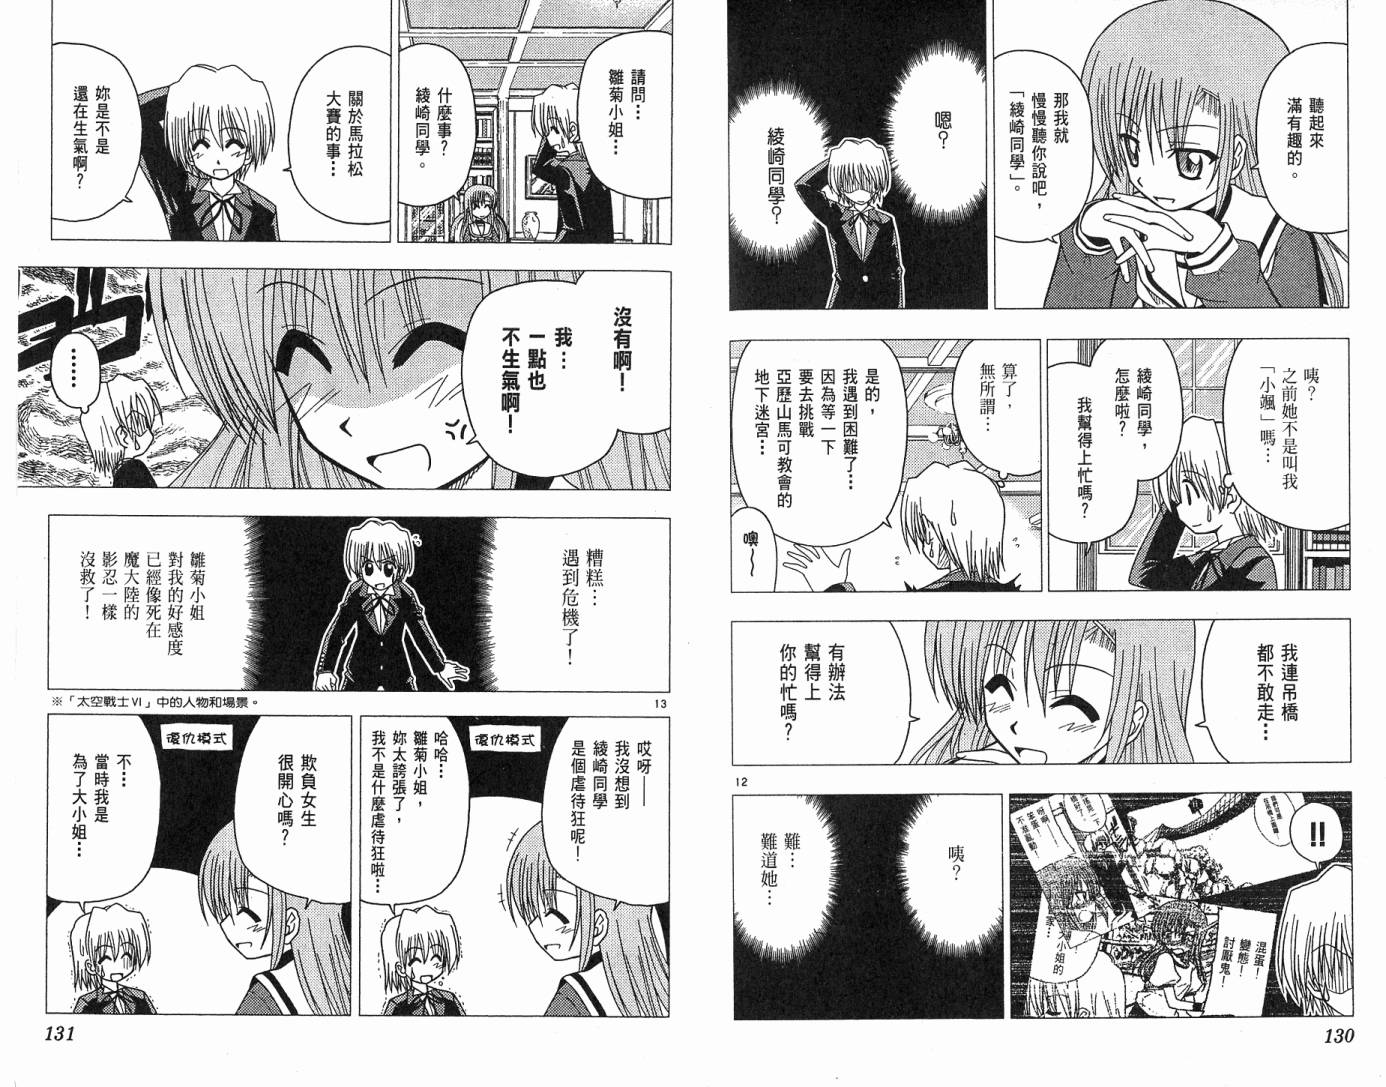 聽起來
滿有趣的。
那我就
慢慢聽你說吧，
「綾崎同學」。
嗯？
綾崎同學？
咦？
之前她不是叫我
「小颯」嗎…
綾崎同學，
怎麼啦？
我幫得上忙嗎？
算了，
無所謂…
是的，
我遇到困難了…
因為等一下
要去挑戰
亞歷山馬可教會的
地下迷宮…
噢～
我連吊橋
都不敢走…
有辦法
幫得上
你的忙嗎？
12
!!
混蛋！
變態！
討厭鬼！
咦？
難…
難道她…
130
請問…
雛菊小姐…
什麼事？
綾崎同學。
關於馬拉松
大賽的事…
妳是不是
還在生氣啊？
沒有啊！
我…
一點也
不生氣啊！
……
糟糕…
遇到危機了！
雛菊小姐
對我的好感度
已經像死在
魔大陸的
影忍一樣
沒救了！
※「太空戰士VI」中的人物和場景。
13
哎呀──
我沒想到
綾崎同學
是個虐待狂呢！
復仇模式
哈哈…
雛菊小姐，
妳太誇張了，
我不是什麼虐待狂啦…
欺負女生
很開心嗎？
復仇模式
不…
當時我是
為了大小姐…
131